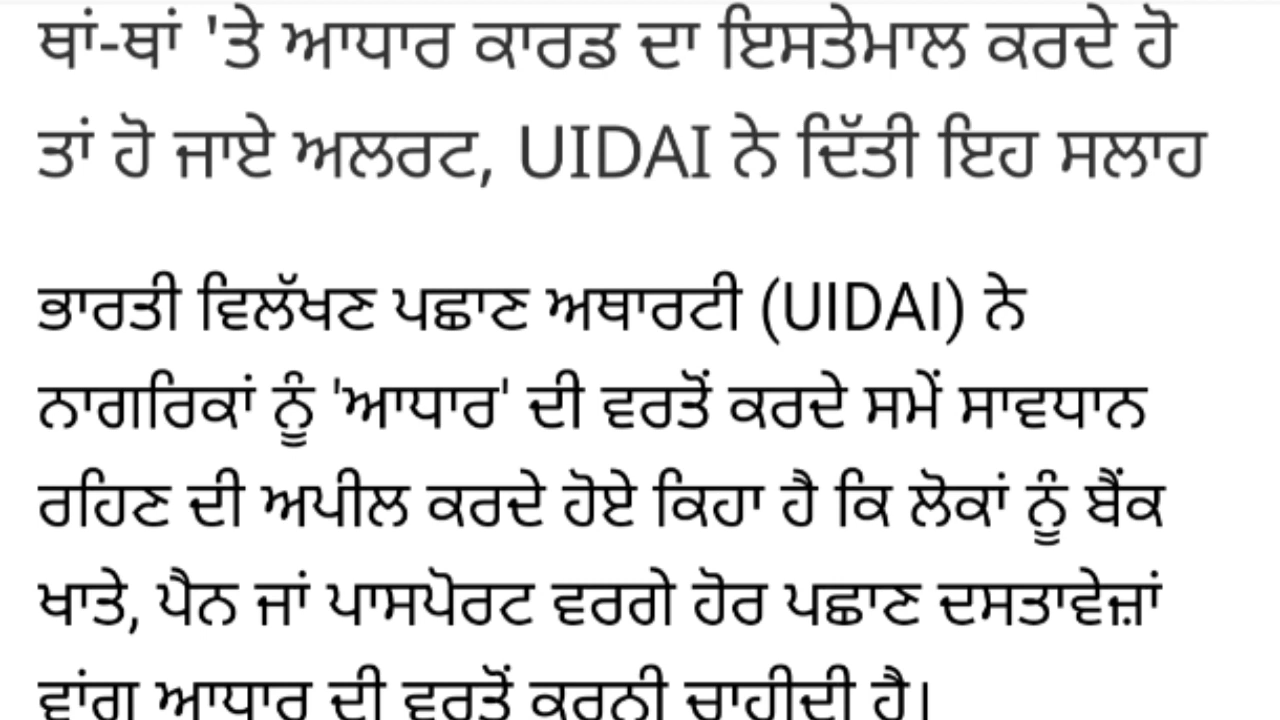 ਥਾਂ-ਥਾਂ 'ਤੇ ਆਧਾਰ ਕਾਰਡ ਦਾ ਇਸਤੇਮਾਲ ਕਰਦੇ ਹੋ
ਤਾਂ ਹੋ ਜਾਏ ਅਲਰਟ, UIDAI ਨੇ ਦਿੱਤੀ ਇਹ ਸਲਾਹ
ਭਾਰਤੀ ਵਿਲੱਖਣ ਪਛਾਣ ਅਥਾਰਟੀ (UIDAI) ਨੇ
ਨਾਗਰਿਕਾਂ ਨੂੰ 'ਆਧਾਰ' ਦੀ ਵਰਤੋਂ ਕਰਦੇ ਸਮੇਂ ਸਾਵਧਾਨ
ਰਹਿਣ ਦੀ ਅਪੀਲ ਕਰਦੇ ਹੋਏ ਕਿਹਾ ਹੈ ਕਿ ਲੋਕਾਂ ਨੂੰ ਬੈਂਕ
ਖਾਤੇ, ਪੈਨ ਜਾਂ ਪਾਸਪੋਰਟ ਵਰਗੇ ਹੋਰ ਪਛਾਣ ਦਸਤਾਵੇਜ਼ਾਂ
ਵਾਂਗ ਆਧਾਰ ਦੀ ਵਰਤੋਂ ਕਰਨੀ ਚਾਹੀਦੀ ਹੈ।